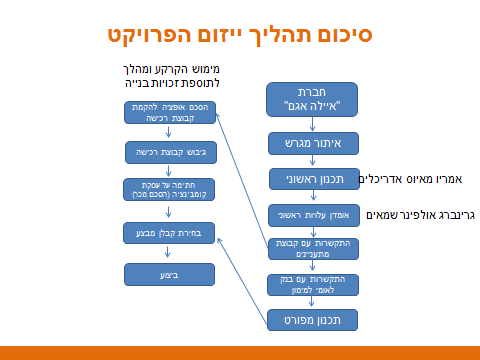 סיכום תהליך ייזום הפרויקט
חברת
"איילה אגם"
איתור מגרש
תכנון ראשוני
אמריו מאיוס אדריכלים
אומדן עלויות ראשוני
גרינברג אולפינר שמאים
התקשרות עם קבוצת
מתעניינים
התקשרות עם בנק
לאומי למימון
תכנון מפורט
מימוש הקרקע ומהלך
לתוספת זכויות בנייה
הסכם אופציה להקמת
קבוצת רכישה
גיבוש קבוצת רכישה
חתימה על עסקת
קומבינציה (הסכם מכר)
בחירת קבלן מבצע
ביצוע